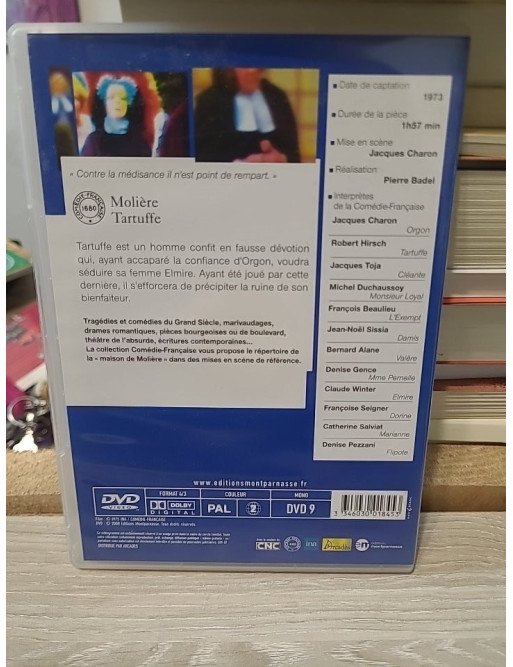 « Contre la médisance il n'est point de rempart. »
COMÉDIE-FRANÇAISE
1680
Molière
Tartuffe
Tartuffe est un homme confit en fausse dévotion
qui, ayant accaparé la confiance d'Orgon, voudra
séduire sa femme Elmire. Ayant été joué par cette
dernière, il s'efforcera de précipiter la ruine de son
bienfaiteur.
Tragédies et comédies du Grand Siècle, marivaudages,
drames romantiques, pièces bourgeoises ou de boulevard,
théâtre de l'absurde, écritures contemporaines...
La collection Comédie-Française vous propose le répertoire de
la « maison de Molière » dans des mises en scène de référence.
Date de captation
1973
Durée de la pièce
1h57 min
Mise en scène
Jacques Charon
Réalisation
Pierre Badel
Interprètes
de la Comédie-Française
Jacques Charon
Orgon
Robert Hirsch
Tartuffe
Jacques Toja
Cléante
Michel Duchaussoy
Monsieur Loyal
François Beaulieu
L'Exempt
Jean-Noël Sissia
Damis
Bernard Alane
Valère
Denise Gence
Mme Pernelle
Claude Winter
Elmire
Françoise Seigner
Dorine
Catherine Salviat
Marianne
Denise Pezzani
Flipote
www.editionsmontparnasse.fr
DVD
VIDEO
FORMAT 4/3
DOLBY
DIGITAL
COULEUR
PAL
2
MONO
DVD 9
3 346030 018453
CNC
ina
Arcadès